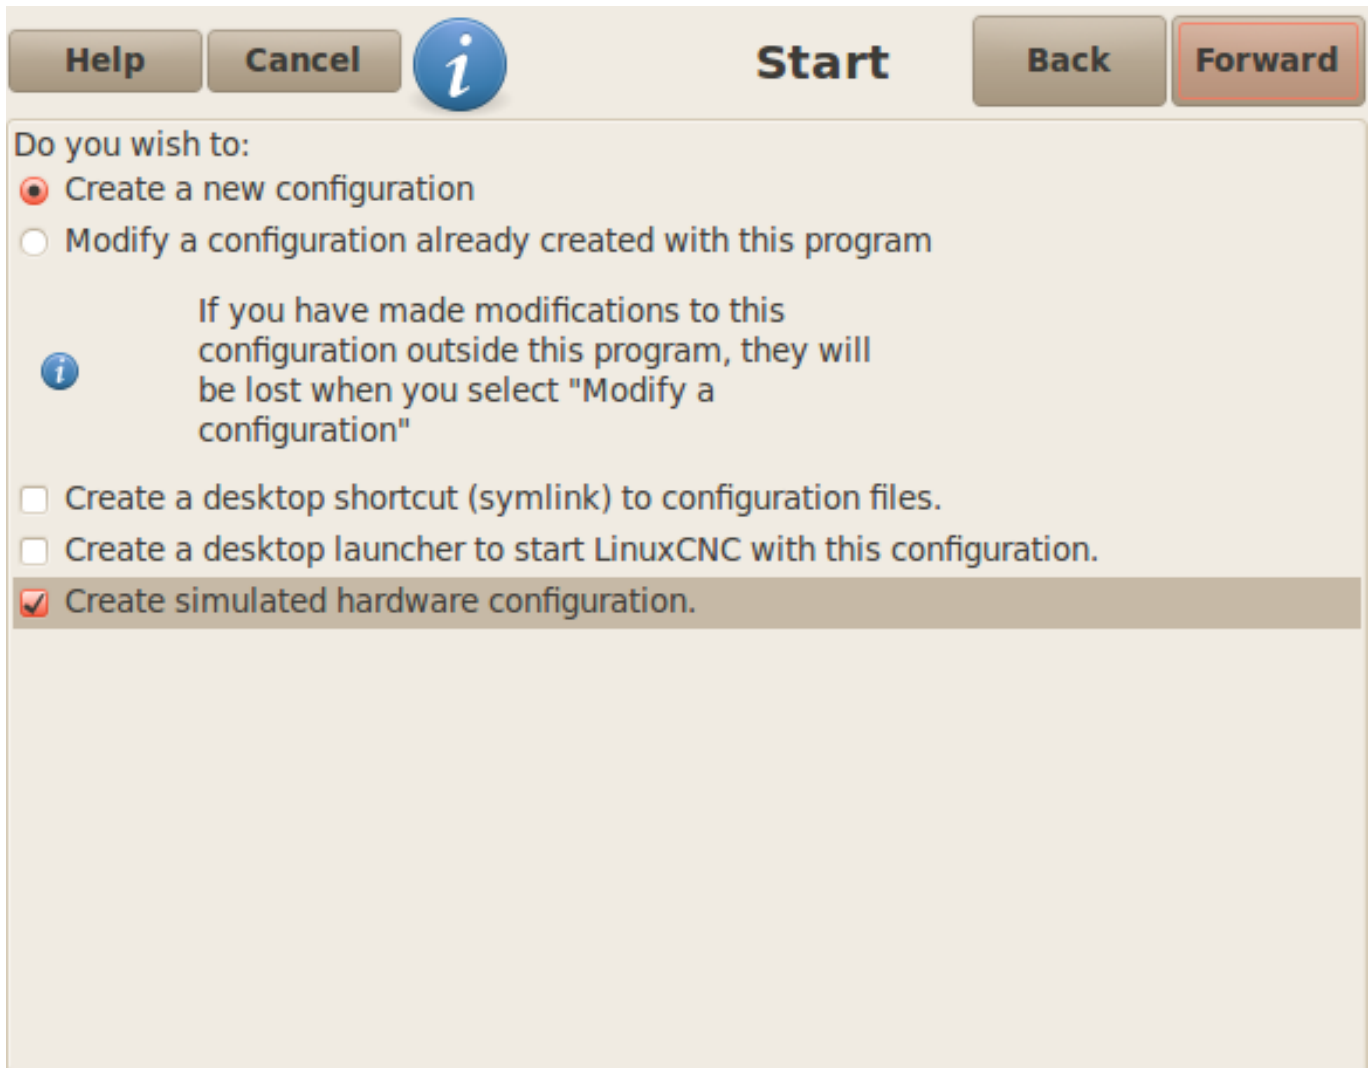 Help Cancel i Start Back Forward
Do you wish to:
Create a new configuration
Modify a configuration already created with this program
If you have made modifications to this
configuration outside this program, they will
i
be lost when you select "Modify a
configuration"
Create a desktop shortcut (symlink) to configuration files.
Create a desktop launcher to start LinuxCNC with this configuration.
Create simulated hardware configuration.